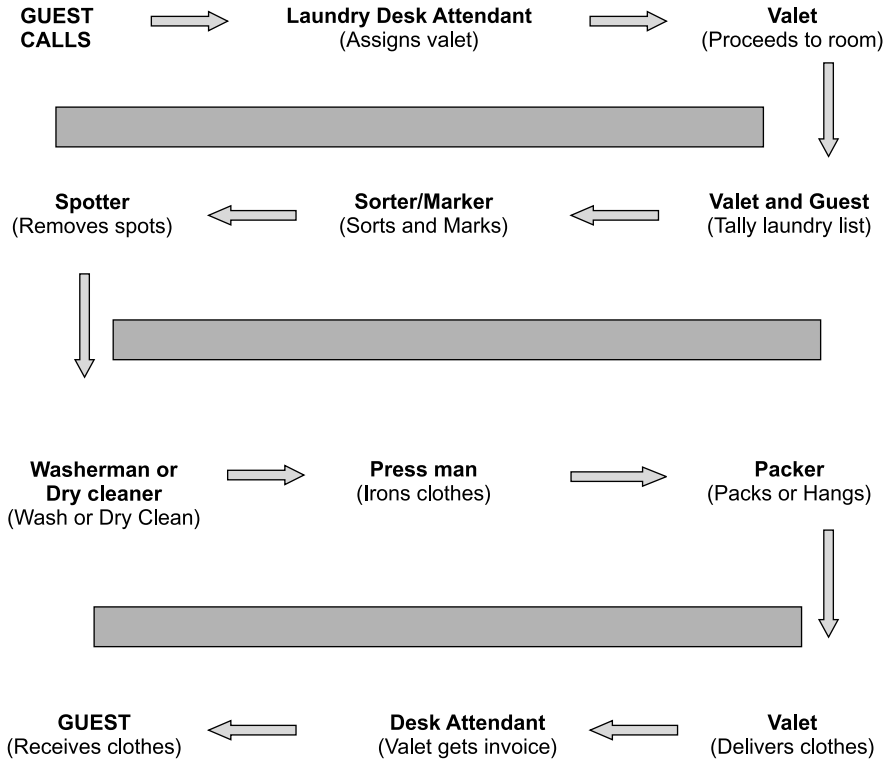 GUEST
CALLS
Laundry Desk Attendant
(Assigns valet)
Valet
(Proceeds to room)
Valet and Guest
(Tally laundry list)
Sorter/Marker
(Sorts and Marks)
Spotter
(Removes spots)
Washerman or
Dry cleaner
(Wash or Dry Clean)
Press man
(Irons clothes)
Packer
(Packs or Hangs)
Valet
(Delivers clothes)
Desk Attendant
(Valet gets invoice)
GUEST
(Receives clothes)